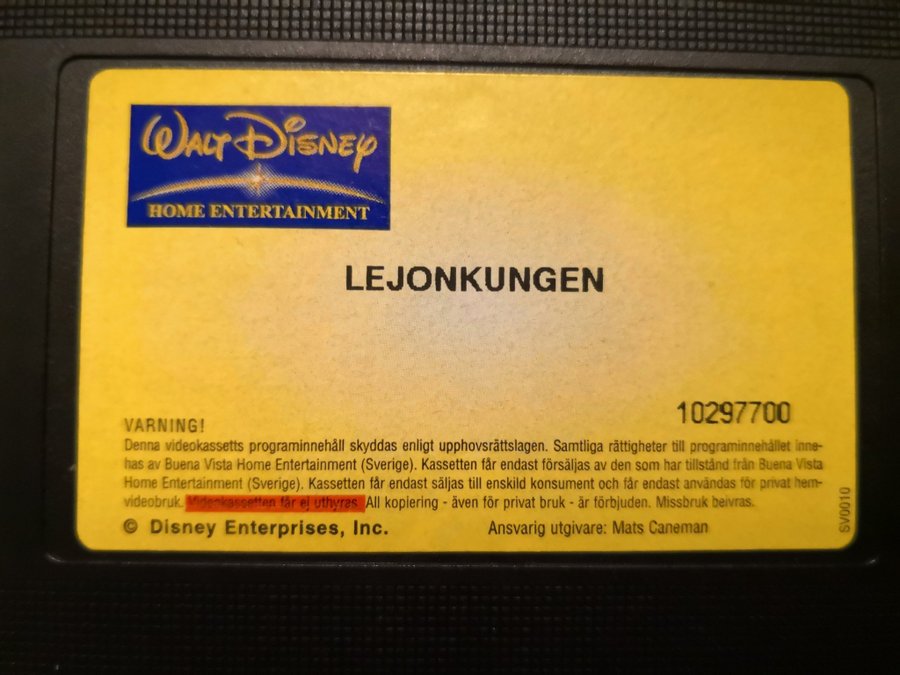 WALT DISNEY
HOME ENTERTAINMENT
LEJONKUNGEN
10297700
VARNING!
Denna videokassetts programinnehåll skyddas enligt upphovsrättslagen. Samtliga rättigheter till programinnehållet inne-
has av Buena Vista Home Entertainment (Sverige). Kassetten får endast försäljas av den som har tillstånd från Buena Vista
Home Entertainment (Sverige). Kassetten får endast säljas till enskild konsument och får endast användas för privat hem-
videobruk. Videokassetten får ej uthyras. All kopiering - även för privat bruk - är förbjuden. Missbruk beivras.
© Disney Enterprises, Inc. Ansvarig utgivare: Mats Caneman
SV0010